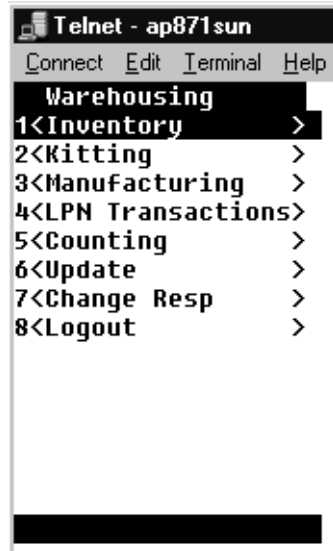 Telnet - ap871sun
Connect Edit Terminal Help
Warehousing
1<Inventory >
2<Kitting >
3<Manufacturing >
4<LPN Transactions>
5<Counting >
6<Update >
7<Change Resp >
8<Logout >